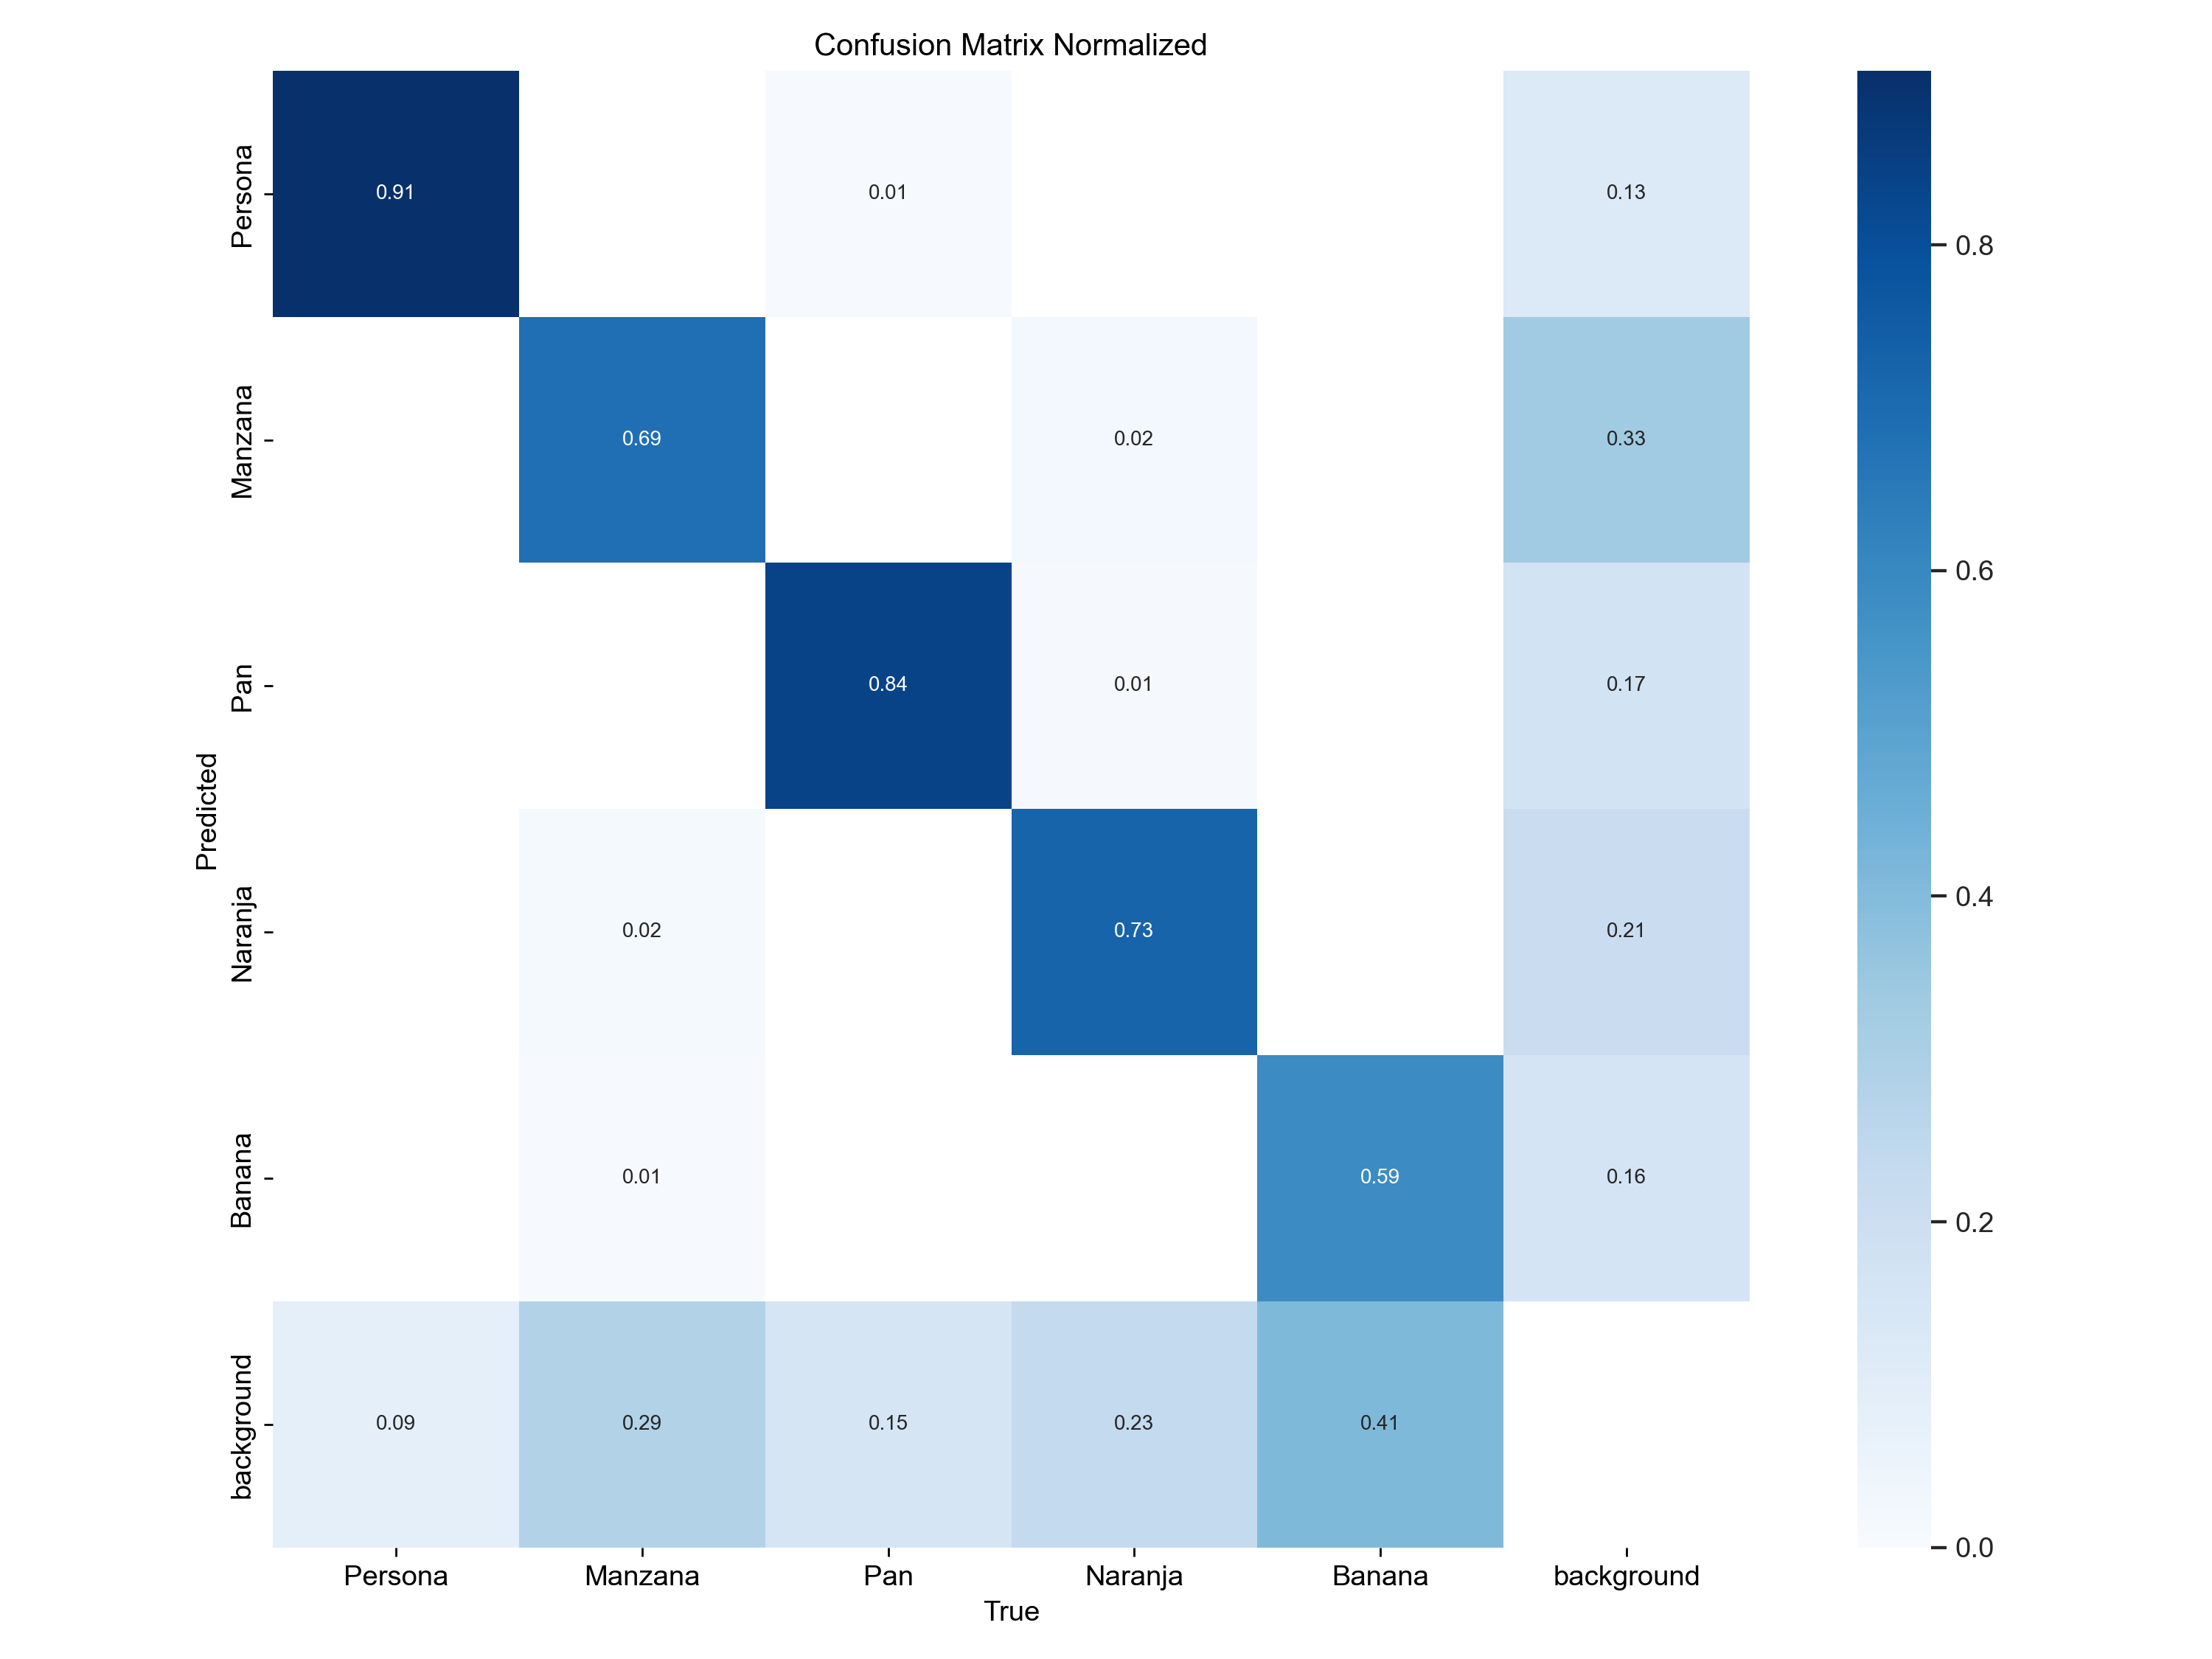 Confusion Matrix Normalized
Persona
0.91
0.01
0.13
0.8
Manzana
0.69
0.02
0.33
0.6
Pan
0.84
0.01
0.17
Predicted
Naranja
0.02
0.73
0.21
0.4
Banana
0.01
0.59
0.16
0.2
background
0.09
0.29
0.15
0.23
0.41
0.0
Persona
Manzana
Pan
Naranja
Banana
background
True